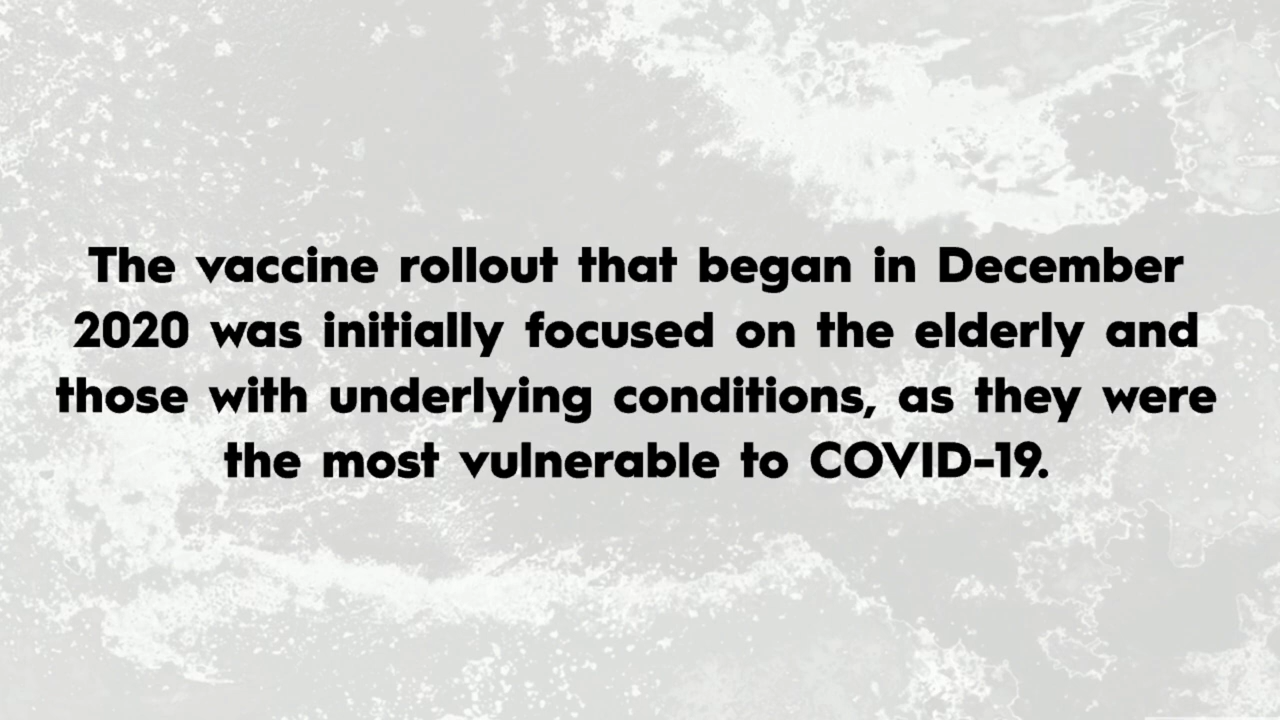 The vaccine rollout that began in December
2020 was initially focused on the elderly and
those with underlying conditions, as they were
the most vulnerable to COVID-19.